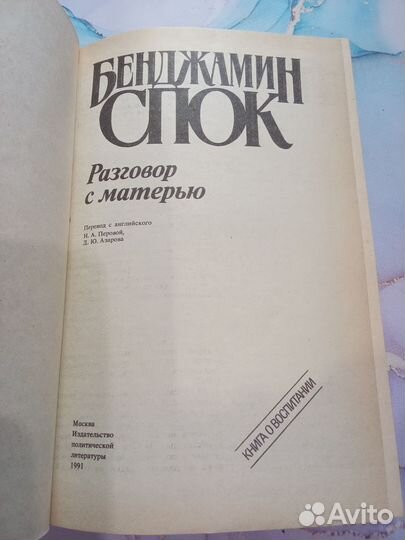 БЕНДЖАМИН
СПОК
Разговор
с матерью
Перевод с английского
Н. А. Перовой,
Д. Ю. Азарова
КНИГА О ВОСПИТАНИИ
Москва
Издательство
политической
литературы
1991
Avito